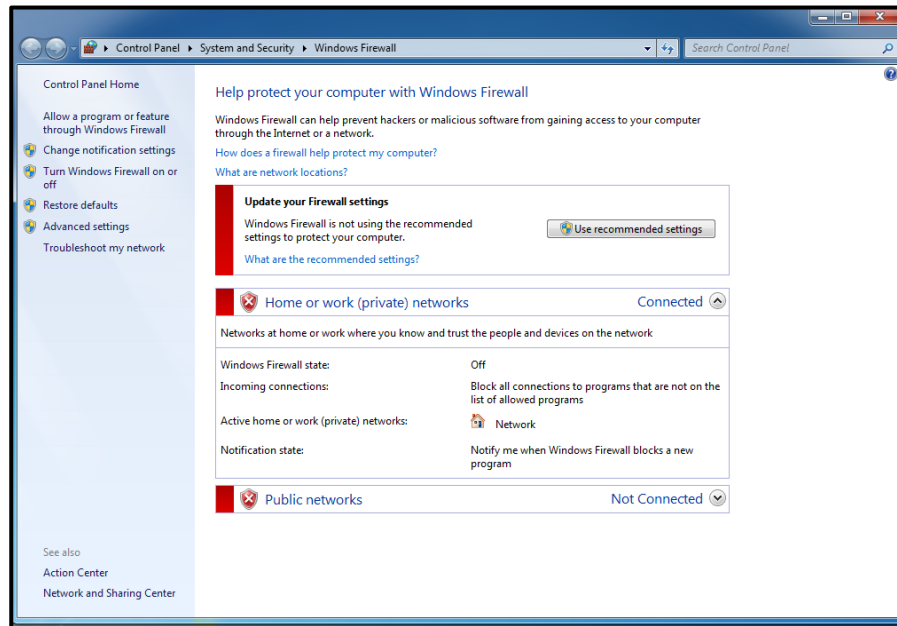 Control Panel ▸ System and Security ▸ Windows Firewall
Search Control Panel
Control Panel Home
Allow a program or feature
through Windows Firewall
Change notification settings
Turn Windows Firewall on or
off
Restore defaults
Advanced settings
Troubleshoot my network
See also
Action Center
Network and Sharing Center
Help protect your computer with Windows Firewall
Windows Firewall can help prevent hackers or malicious software from gaining access to your computer
through the Internet or a network.
How does a firewall help protect my computer?
What are network locations?
Update your Firewall settings
Windows Firewall is not using the recommended
settings to protect your computer.
What are the recommended settings?
Use recommended settings
Home or work (private) networks Connected
Networks at home or work where you know and trust the people and devices on the network
Windows Firewall state: Off
Incoming connections: Block all connections to programs that are not on the
list of allowed programs
Active home or work (private) networks: Network
Notification state: Notify me when Windows Firewall blocks a new
program
Public networks Not Connected